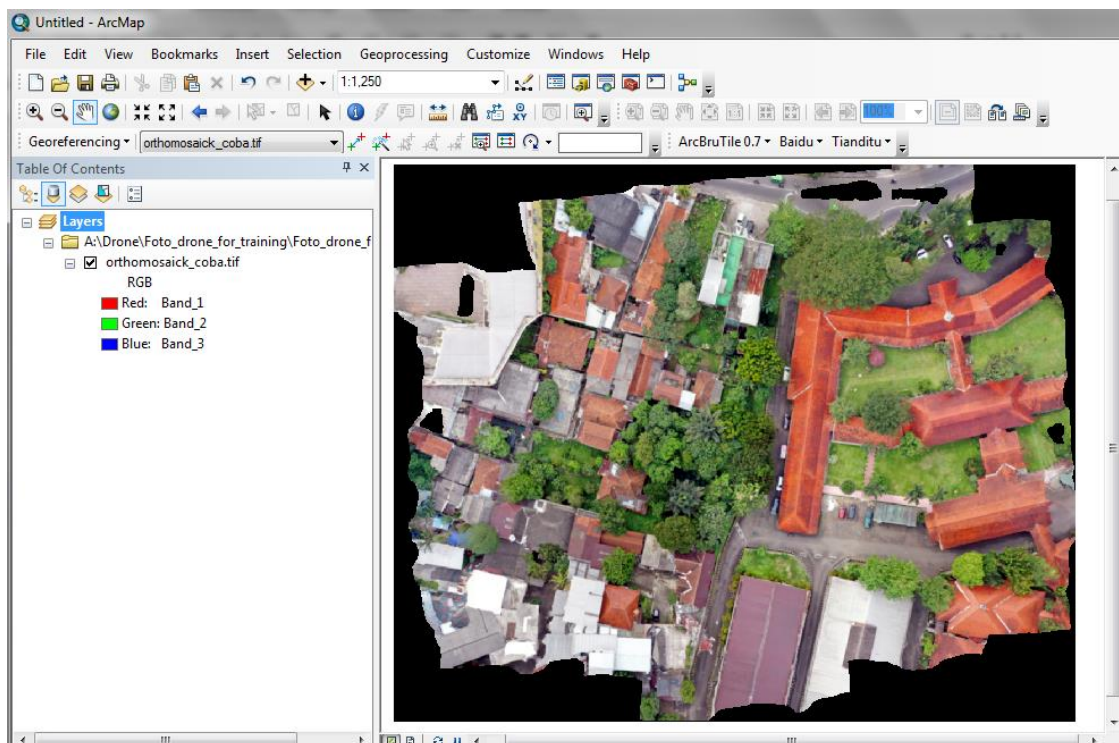 Untitled - ArcMap
File Edit View Bookmarks Insert Selection Geoprocessing Customize Windows Help
1:1,250
100%
Georeferencing orthomosaick_coba.tif ArcBruTile 0.7 Baidu Tianditu
Table Of Contents
Layers
A:\Drone\Foto_drone_for_training\Foto_drone_f
orthomosaick_coba.tif
RGB
Red: Band_1
Green: Band_2
Blue: Band_3